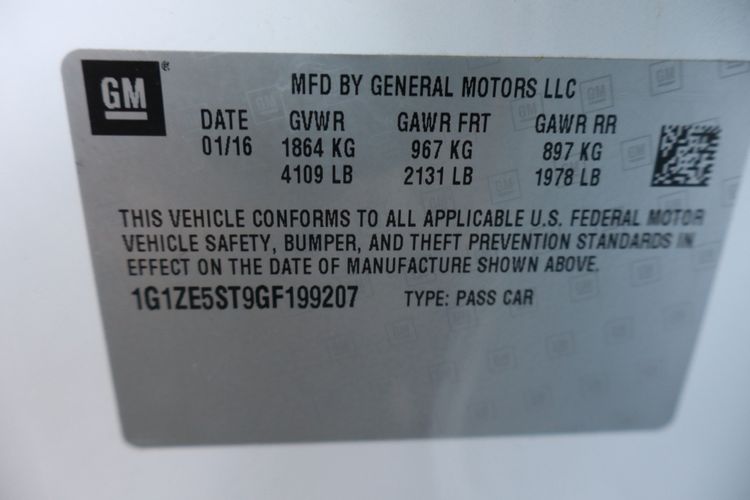 GM®
MFD BY GENERAL MOTORS LLC
DATE GVWR GAWR FRT GAWR RR
01/16 1864 KG 967 KG 897 KG
4109 LB 2131 LB 1978 LB
THIS VEHICLE CONFORMS TO ALL APPLICABLE U.S. FEDERAL MOTOR
VEHICLE SAFETY, BUMPER, AND THEFT PREVENTION STANDARDS IN
EFFECT ON THE DATE OF MANUFACTURE SHOWN ABOVE.
1G1ZE5ST9GF199207 TYPE: PASS CAR